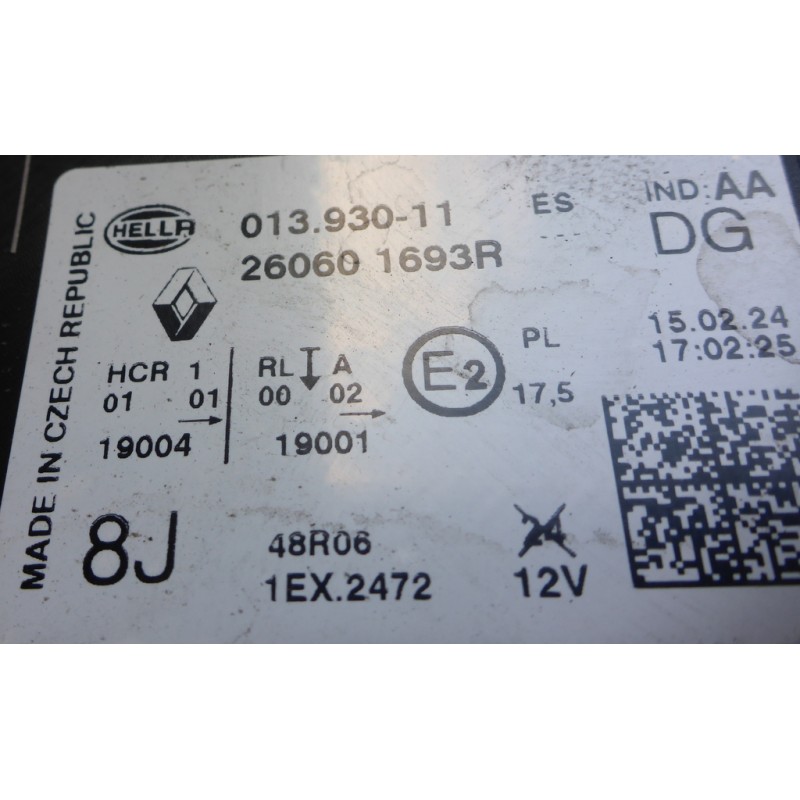 MADE IN CZECH REPUBLIC
HELLA 013.930-11 ES IND:AA
26060 1693R DG
15.02.24
17:02:25
HCR 1 RL A E2 PL
01 01 00 02 17,5
19004 19001
8J 48R06 24
1EX.2472 12V